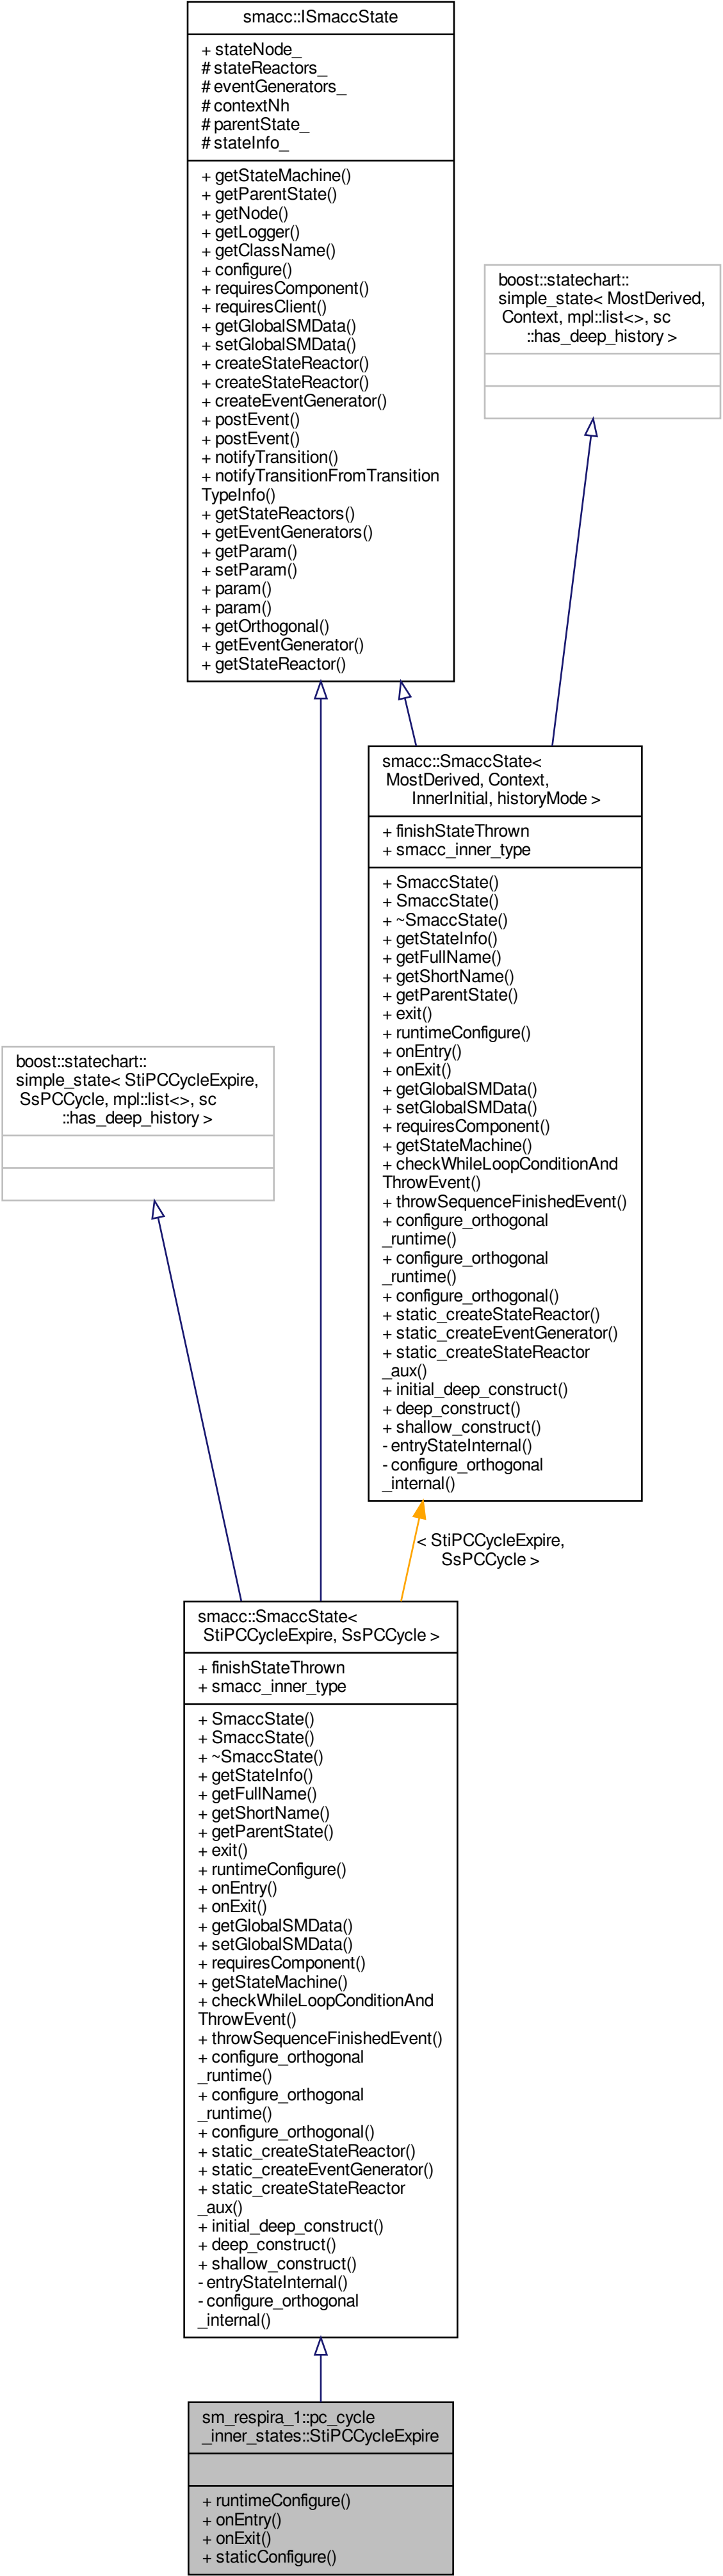 smacc::ISmaccState
+ stateNode_
# stateReactors_
# eventGenerators_
# contextNh
# parentState_
# stateInfo_
+ getStateMachine()
+ getParentState()
+ getNode()
+ getLogger()
+ getClassName()
+ configure()
+ requiresComponent()
+ requiresClient()
+ getGlobalSMData()
+ setGlobalSMData()
+ createStateReactor()
+ createStateReactor()
+ createEventGenerator()
+ postEvent()
+ postEvent()
+ notifyTransition()
+ notifyTransitionFromTransition
TypeInfo()
+ getStateReactors()
+ getEventGenerators()
+ getParam()
+ setParam()
+ param()
+ param()
+ getOrthogonal()
+ getEventGenerator()
+ getStateReactor()
boost::statechart::
simple_state< MostDerived,
Context, mpl::list<>, sc
::has_deep_history >
smacc::SmaccState<
MostDerived, Context,
InnerInitial, historyMode >
+ finishStateThrown
+ smacc_inner_type
+ SmaccState()
+ SmaccState()
+ ~SmaccState()
+ getStateInfo()
+ getFullName()
+ getShortName()
+ getParentState()
+ exit()
+ runtimeConfigure()
+ onEntry()
+ onExit()
+ getGlobalSMData()
+ setGlobalSMData()
+ requiresComponent()
+ getStateMachine()
+ checkWhileLoopConditionAnd
ThrowEvent()
+ throwSequenceFinishedEvent()
+ configure_orthogonal
_runtime()
+ configure_orthogonal
_runtime()
+ configure_orthogonal()
+ static_createStateReactor()
+ static_createEventGenerator()
+ static_createStateReactor
_aux()
+ initial_deep_construct()
+ deep_construct()
+ shallow_construct()
- entryStateInternal()
- configure_orthogonal
_internal()
boost::statechart::
simple_state< StiPCCycleExpire,
SsPCCycle, mpl::list<>, sc
::has_deep_history >
< StiPCCycleExpire,
SsPCCycle >
smacc::SmaccState<
StiPCCycleExpire, SsPCCycle >
+ finishStateThrown
+ smacc_inner_type
+ SmaccState()
+ SmaccState()
+ ~SmaccState()
+ getStateInfo()
+ getFullName()
+ getShortName()
+ getParentState()
+ exit()
+ runtimeConfigure()
+ onEntry()
+ onExit()
+ getGlobalSMData()
+ setGlobalSMData()
+ requiresComponent()
+ getStateMachine()
+ checkWhileLoopConditionAnd
ThrowEvent()
+ throwSequenceFinishedEvent()
+ configure_orthogonal
_runtime()
+ configure_orthogonal
_runtime()
+ configure_orthogonal()
+ static_createStateReactor()
+ static_createEventGenerator()
+ static_createStateReactor
_aux()
+ initial_deep_construct()
+ deep_construct()
+ shallow_construct()
- entryStateInternal()
- configure_orthogonal
_internal()
sm_respira_1::pc_cycle
_inner_states::StiPCCycleExpire
+ runtimeConfigure()
+ onEntry()
+ onExit()
+ staticConfigure()